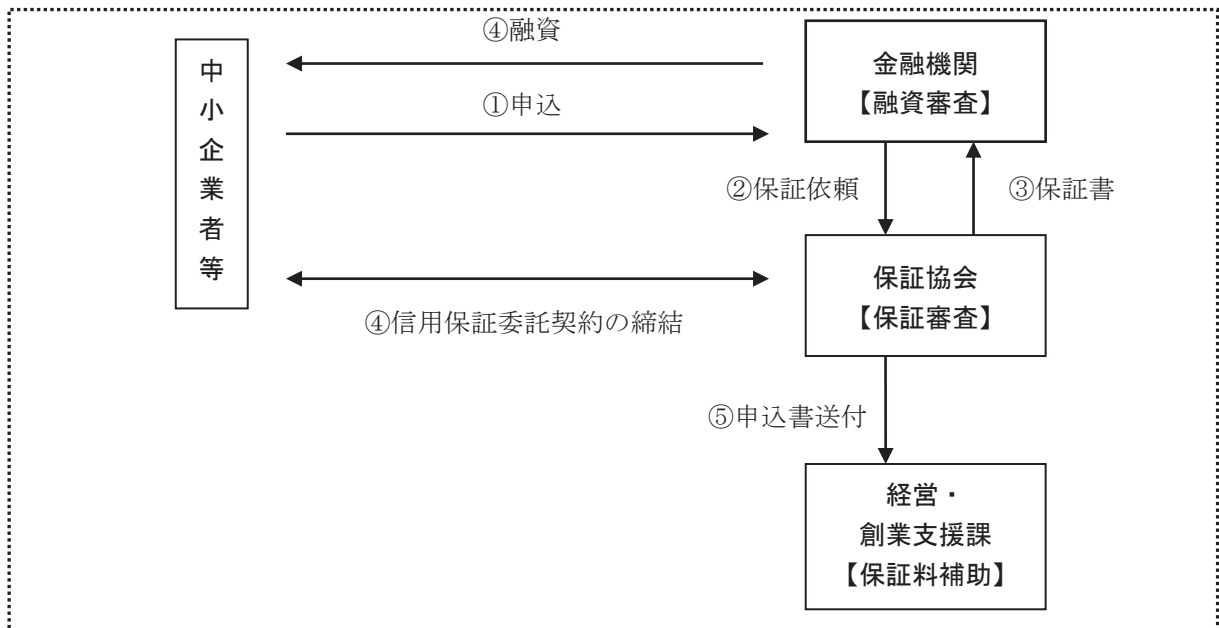 ④融資
①申込
中
小
企
業
者
等
金融機関
【融資審査】
②保証依頼
③保証書
④信用保証委託契約の締結
保証協会
【保証審査】
⑤申込書送付
経営・
創業支援課
【保証料補助】